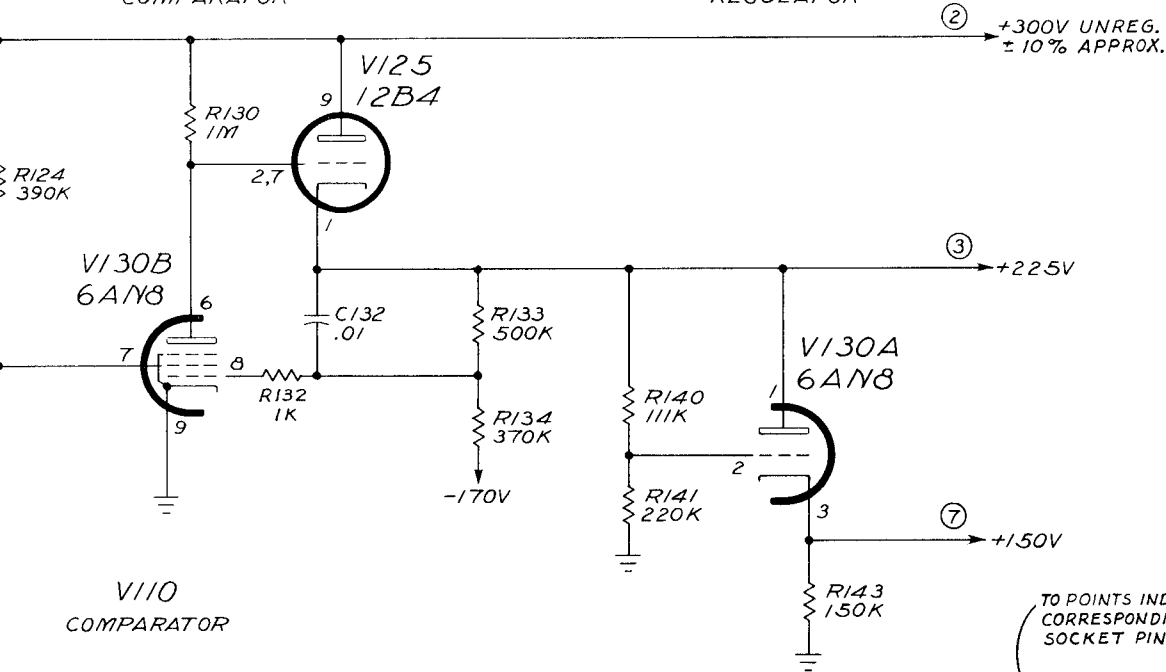 ②
+300V UNREG.
± 10% APPROX.
V125
12B4
9
R130
1M
2,7
R124
390K
1
V130B
6AN8
③
+225V
6
C132
.01
R133
500K
7
8
V130A
6AN8
R132
1K
1
R140
111K
R134
370K
9
2
-170V
R141
220K
3
⑦
+150V
V110
COMPARATOR
R143
150K
TO POINTS IND
CORRESPONDI
SOCKET PIN